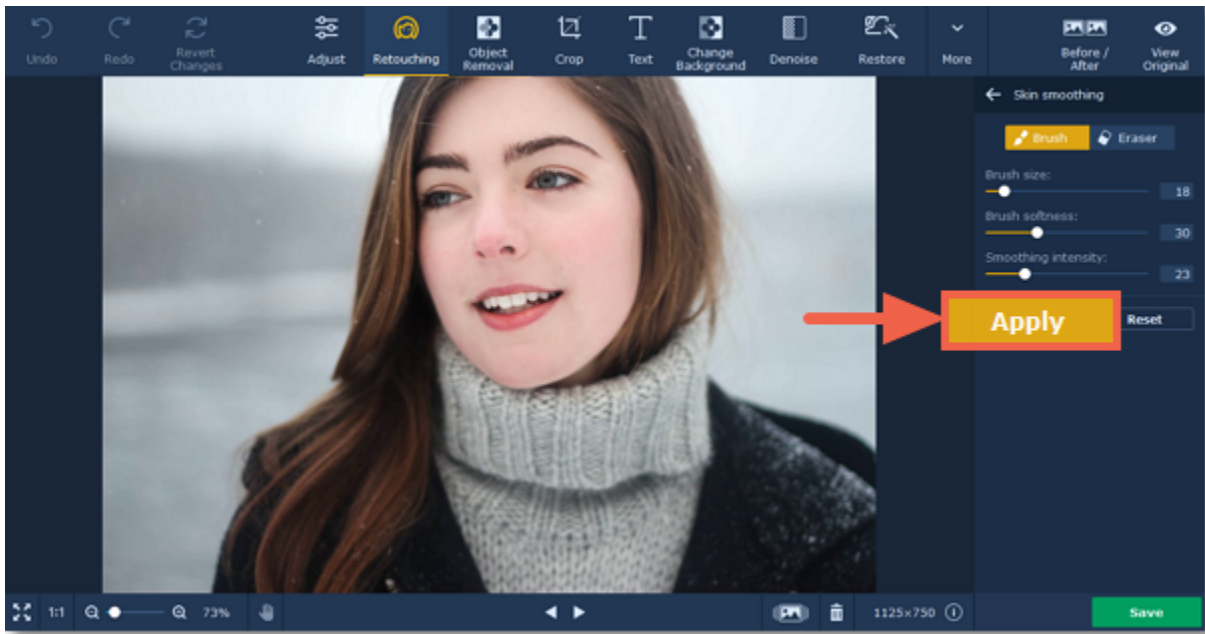 Undo
Redo
Revert
Changes
Adjust
Retouching
Object
Removal
Crop
Text
Change
Background
Denoise
Restore
More
Before /
After
View
Original
Skin smoothing
Brush
Eraser
Brush size:
18
Brush softness:
30
Smoothing intensity:
23
Apply
Reset
1:1
73%
1125×750
Save